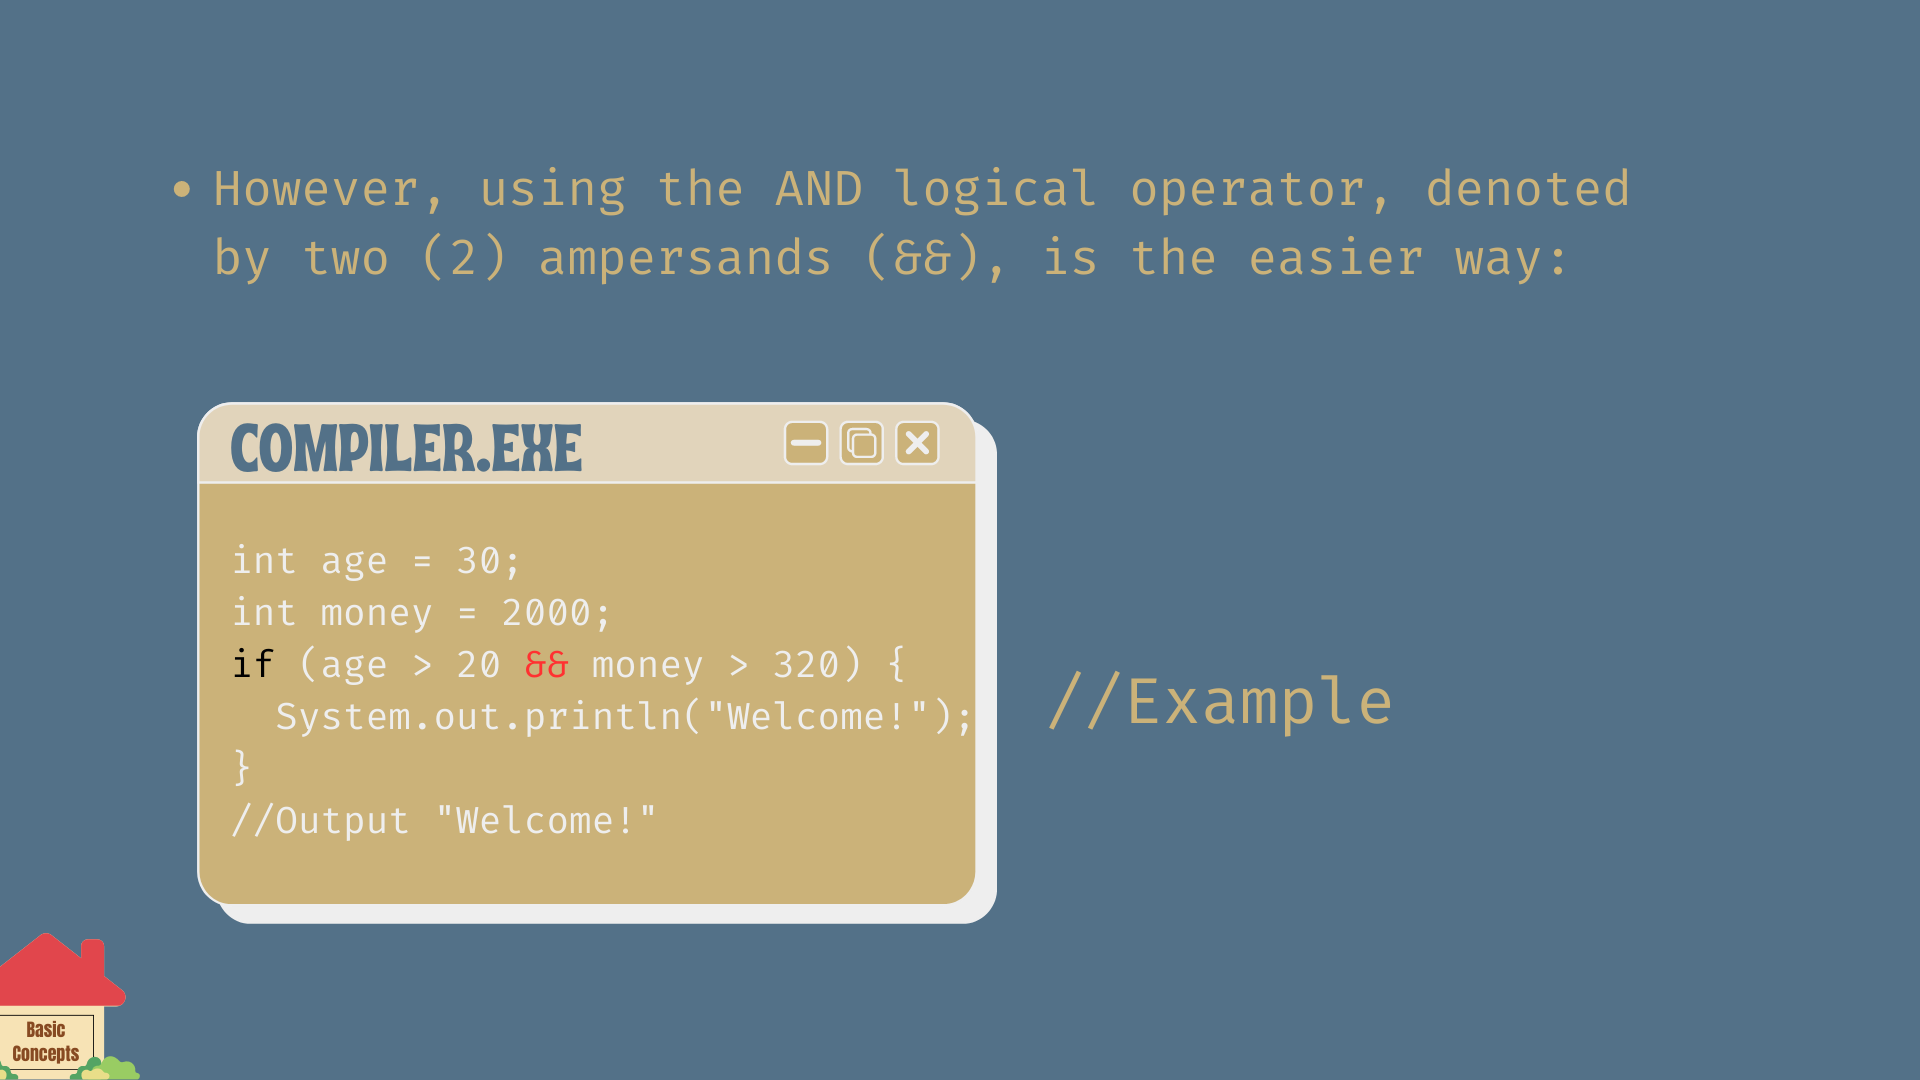 • However, using the AND logical operator, denoted
by two (2) ampersands (&&), is the easier way:
COMPILER.EXE
int age = 30;
int money = 2000;
if (age > 20 && money > 320) {
  System.out.println("Welcome!");
}
//Output "Welcome!"
//Example
Basic
Concepts